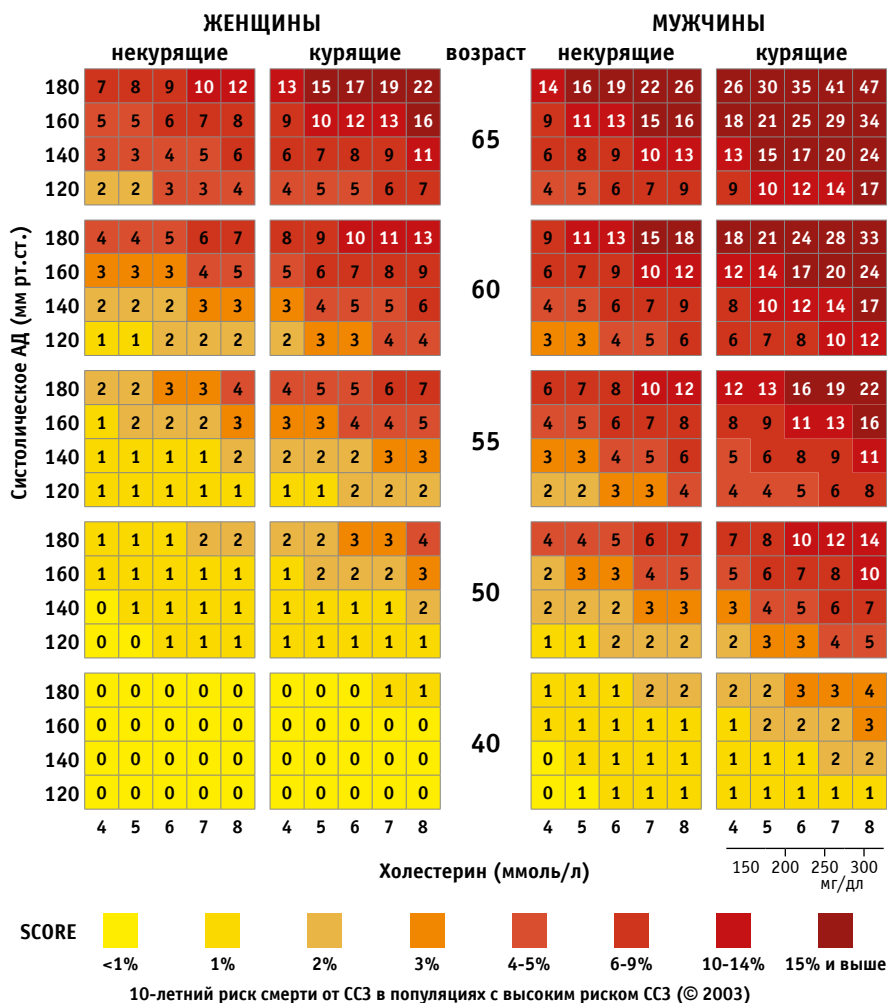 ЖЕНЩИНЫ МУЖЧИНЫ
некурящие курящие возраст некурящие курящие
Систолическое АД (мм рт.ст.)
180 7 8 9 10 12 13 15 17 19 22 14 16 19 22 26 26 30 35 41 47
160 5 5 6 7 8 9 10 12 13 16 9 11 13 15 16 18 21 25 29 34
65
140 3 3 4 5 6 6 7 8 9 11 6 8 9 10 13 13 15 17 20 24
120 2 2 3 3 4 4 5 5 6 7 4 5 6 7 9 9 10 12 14 17
180 4 4 5 6 7 8 9 10 11 13 9 11 13 15 18 18 21 24 28 33
160 3 3 3 4 5 5 6 7 8 9 6 7 9 10 12 12 14 17 20 24
60
140 2 2 2 3 3 3 4 5 5 6 4 5 6 7 9 8 10 12 14 17
120 1 1 2 2 2 2 3 3 4 4 3 3 4 5 6 6 7 8 10 12
180 2 2 3 3 4 4 5 5 6 7 6 7 8 10 12 12 13 16 19 22
160 1 2 2 2 3 3 3 4 4 5 4 5 6 7 8 8 9 11 13 16
55
140 1 1 1 1 2 2 2 2 3 3 3 3 4 5 6 5 6 8 9 11
120 1 1 1 1 1 1 1 2 2 2 2 2 3 3 4 4 4 5 6 8
180 1 1 1 2 2 2 2 3 3 4 4 4 5 6 7 7 8 10 12 14
160 1 1 1 1 1 1 2 2 2 3 2 3 3 4 5 5 6 7 8 10
50
140 0 1 1 1 1 1 1 1 1 2 2 2 2 3 3 3 4 5 6 7
120 0 0 1 1 1 1 1 1 1 1 1 1 2 2 2 2 3 3 4 5
180 0 0 0 0 0 0 0 0 1 1 1 1 1 2 2 2 2 3 3 4
160 0 0 0 0 0 0 0 0 0 0 1 1 1 1 1 1 2 2 2 3
40
140 0 0 0 0 0 0 0 0 0 0 0 1 1 1 1 1 1 1 2 2
120 0 0 0 0 0 0 0 0 0 0 0 1 1 1 1 1 1 1 1 1
4 5 6 7 8 4 5 6 7 8 4 5 6 7 8 4 5 6 7 8
Холестерин (ммоль/л)
150 200 250 300
мг/дл
SCORE
<1% 1% 2% 3% 4-5% 6-9% 10-14% 15% и выше
10-летний риск смерти от ССЗ в популяциях с высоким риском ССЗ (© 2003)